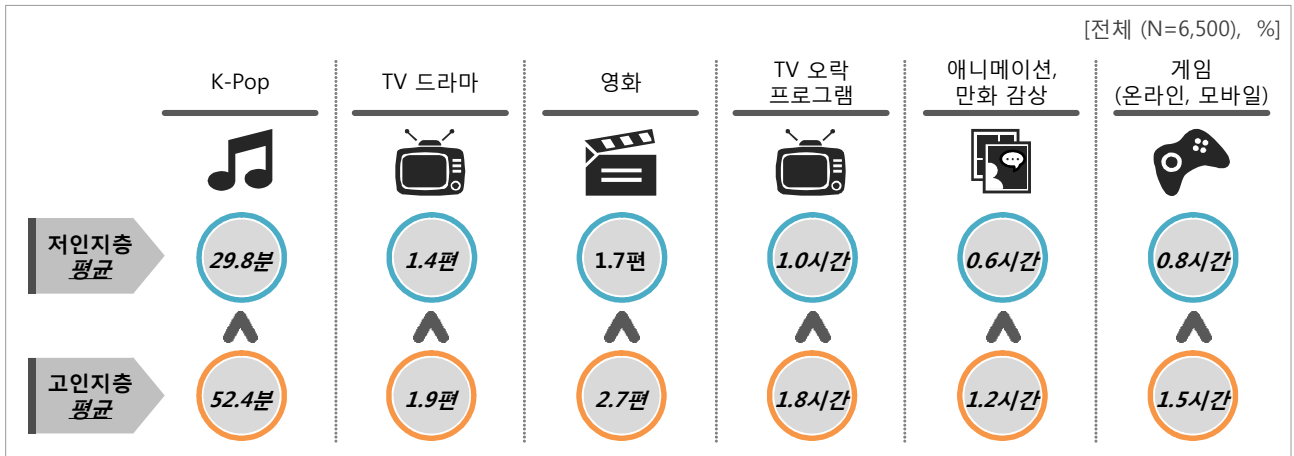 [전체 (N=6,500), %]
K-Pop
TV 드라마
영화
TV 오락
프로그램
애니메이션,
만화 감상
게임
(온라인, 모바일)
저인지층
평균
29.8분
1.4편
1.7편
1.0시간
0.6시간
0.8시간
고인지층
평균
52.4분
1.9편
2.7편
1.8시간
1.2시간
1.5시간